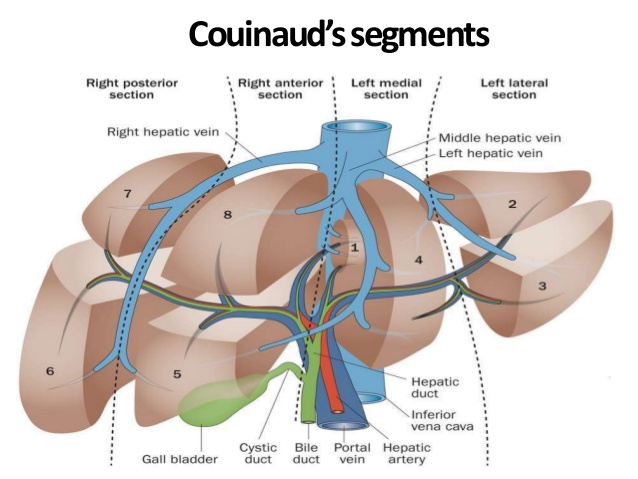 Couinaud's segments
Right posterior
section
Right anterior
section
Left medial
section
Left lateral
section
Right hepatic vein
Middle hepatic vein
Left hepatic vein
7
8
2
1
4
3
6
5
Hepatic
duct
Inferior
vena cava
Gall bladder
Cystic
duct
Bile
duct
Portal
vein
Hepatic
artery